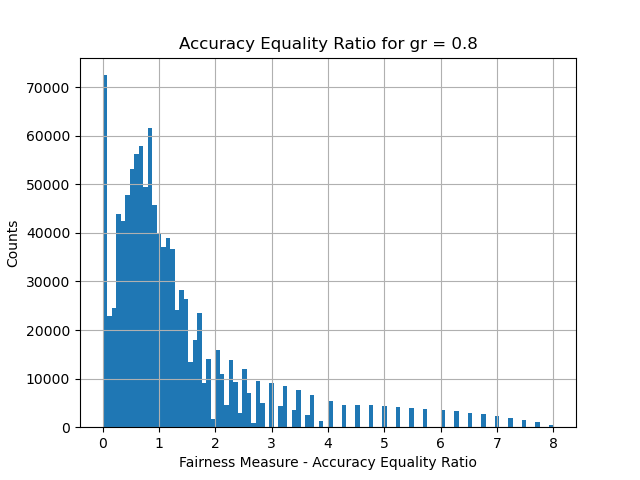 Accuracy Equality Ratio for gr = 0.8
Counts
70000
60000
50000
40000
30000
20000
10000
0
0 1 2 3 4 5 6 7 8
Fairness Measure - Accuracy Equality Ratio